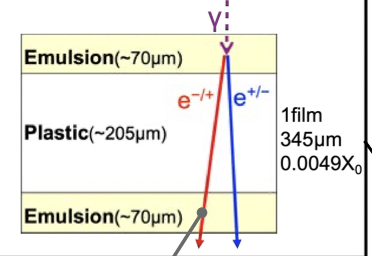 γ
Emulsion(~70μm)
e⁻/⁺ e⁺/⁻
Plastic(~205μm)
1film
345μm
0.0049X₀
Emulsion(~70μm)